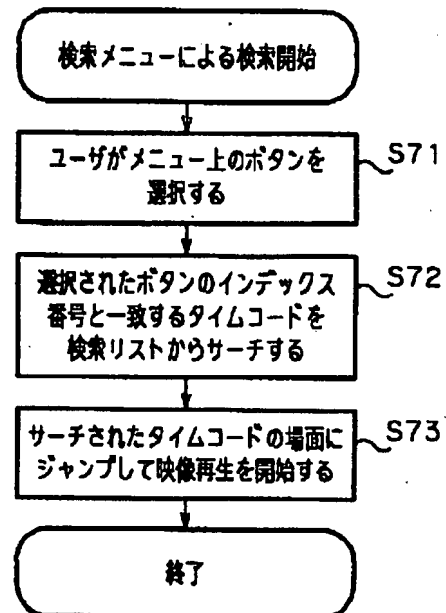 検索メニューによる検索開始
ユーザがメニュー上のボタンを
選択する
S71
選択されたボタンのインデックス
番号と一致するタイムコードを
検索リストからサーチする
S72
サーチされたタイムコードの場面に
ジャンプして映像再生を開始する
S73
終了